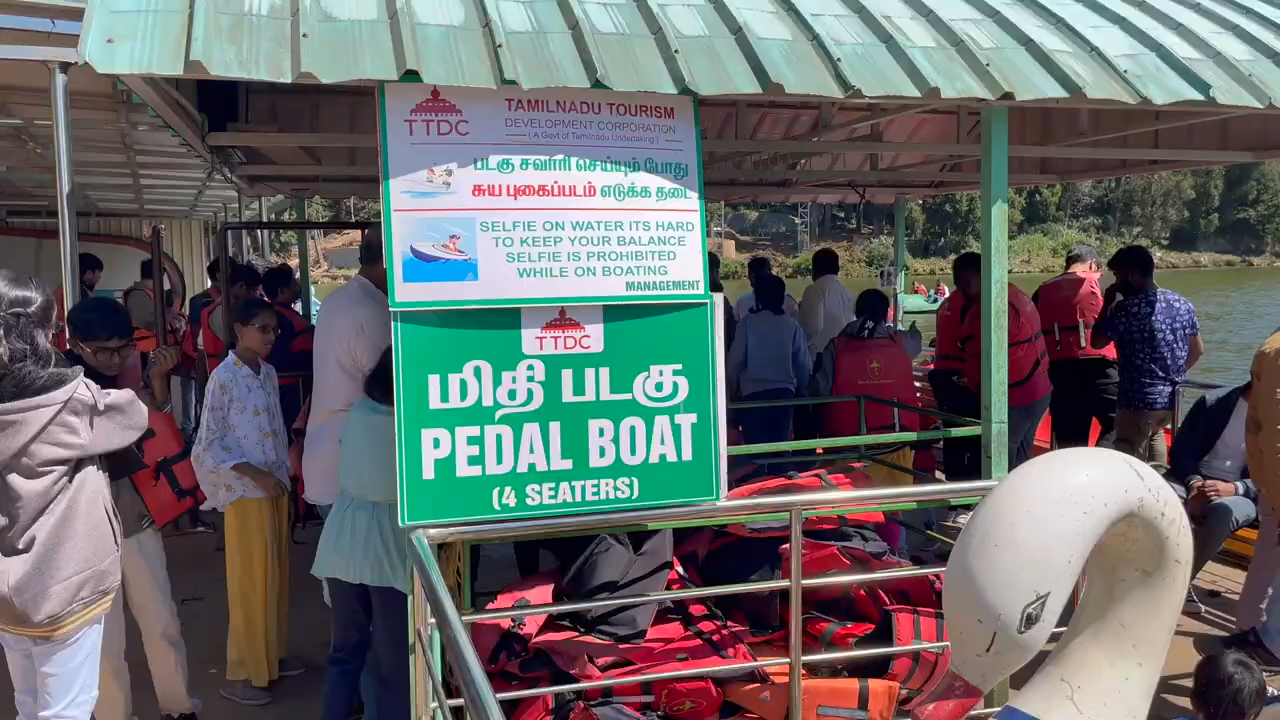 TTDC
TAMILNADU TOURISM
DEVELOPMENT CORPORATION
( A Govt of Tamilnadu Undertaking )
படகு சவாரி செய்யும் போது
சுய புகைப்படம் எடுக்க தடை
SELFIE ON WATER ITS HARD
TO KEEP YOUR BALANCE
SELFIE IS PROHIBITED
WHILE ON BOATING
MANAGEMENT
TTDC
மிதி படகு
PEDAL BOAT
(4 SEATERS)